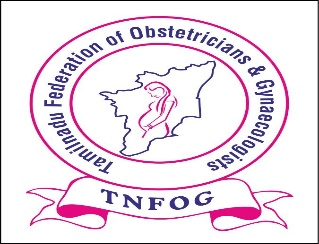 Tamilnadu Federation of Obstetricians & Gynaecologists
TNFOG